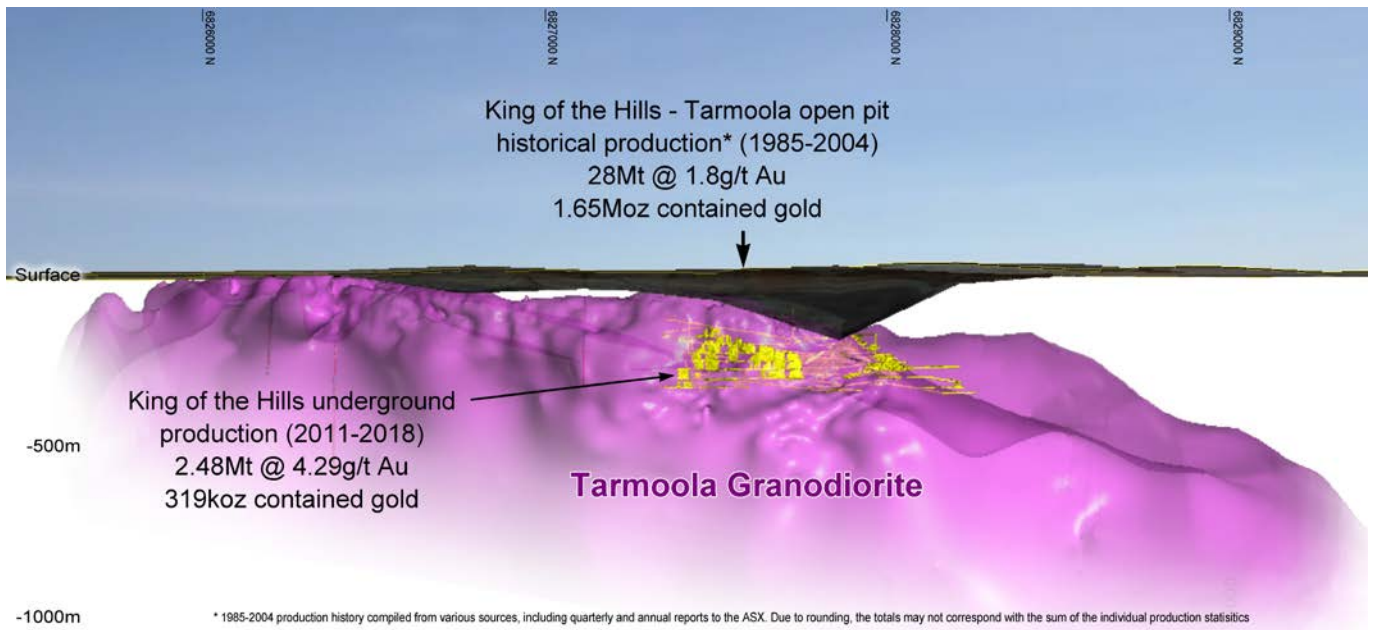 6826000 N
6827000 N
6828000 N
6829000 N
King of the Hills - Tarmoola open pit
historical production* (1985-2004)
28Mt @ 1.8g/t Au
1.65Moz contained gold
Surface
King of the Hills underground
production (2011-2018)
2.48Mt @ 4.29g/t Au
319koz contained gold
-500m
Tarmoola Granodiorite
-1000m
* 1985-2004 production history compiled from various sources, including quarterly and annual reports to the ASX. Due to rounding, the totals may not correspond with the sum of the individual production statisitics